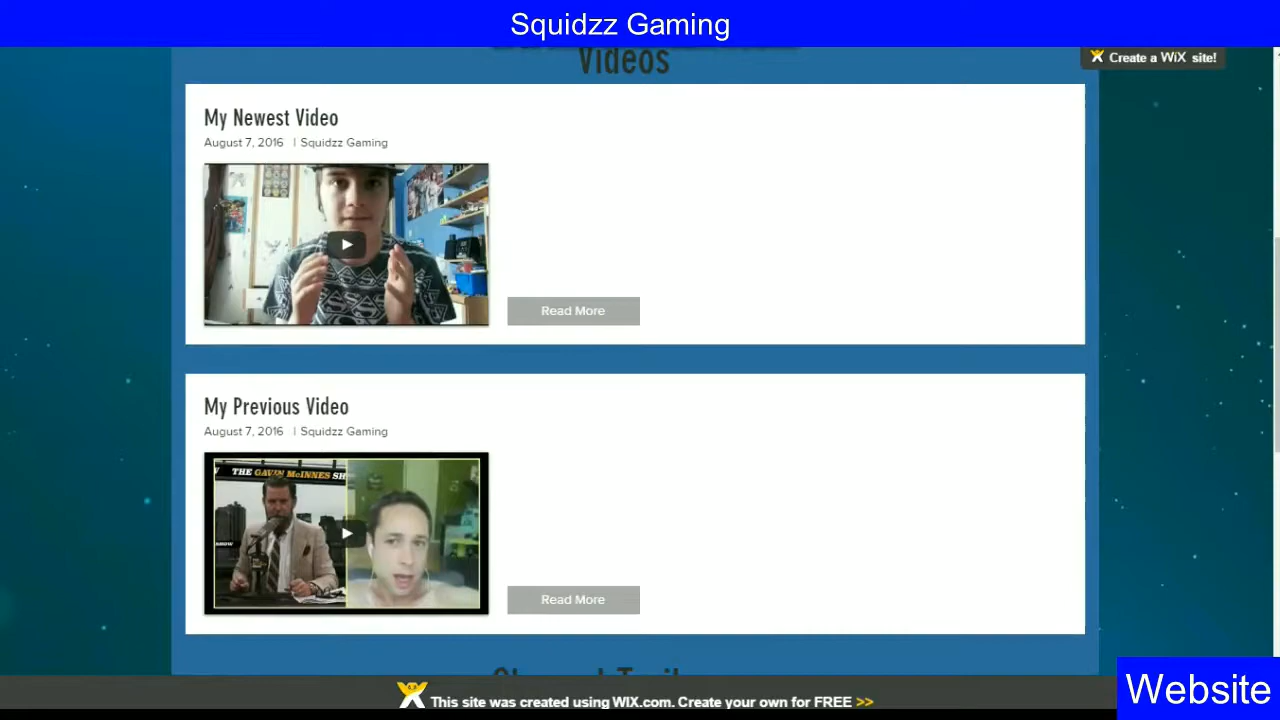 Squidzz Gaming
Videos
Create a WiX site!
My Newest Video
August 7, 2016 | Squidzz Gaming
Read More
My Previous Video
August 7, 2016 | Squidzz Gaming
THE GAVIN McINNES SH
SHOW
Read More
This site was created using WIX.com. Create your own for FREE >>
Website